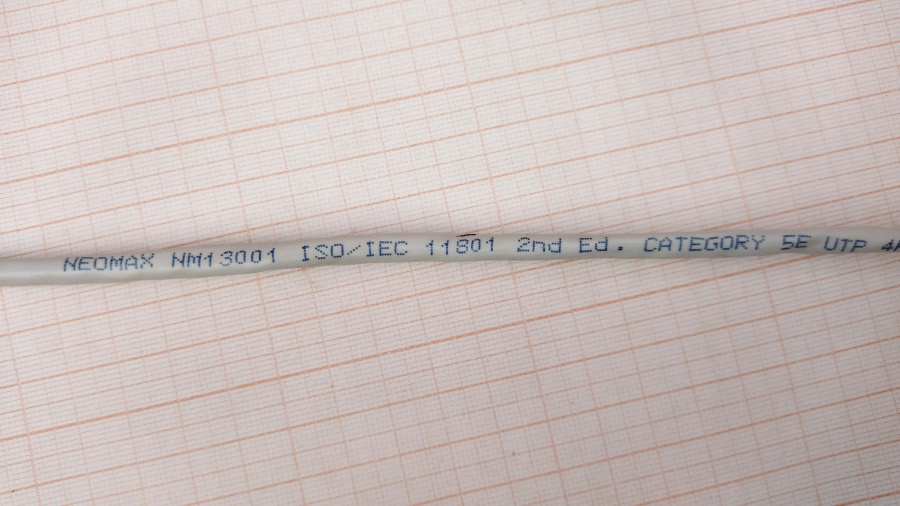 NEOMAX NM13001 ISO/IEC 11801 2nd Ed. CATEGORY 5E UTP